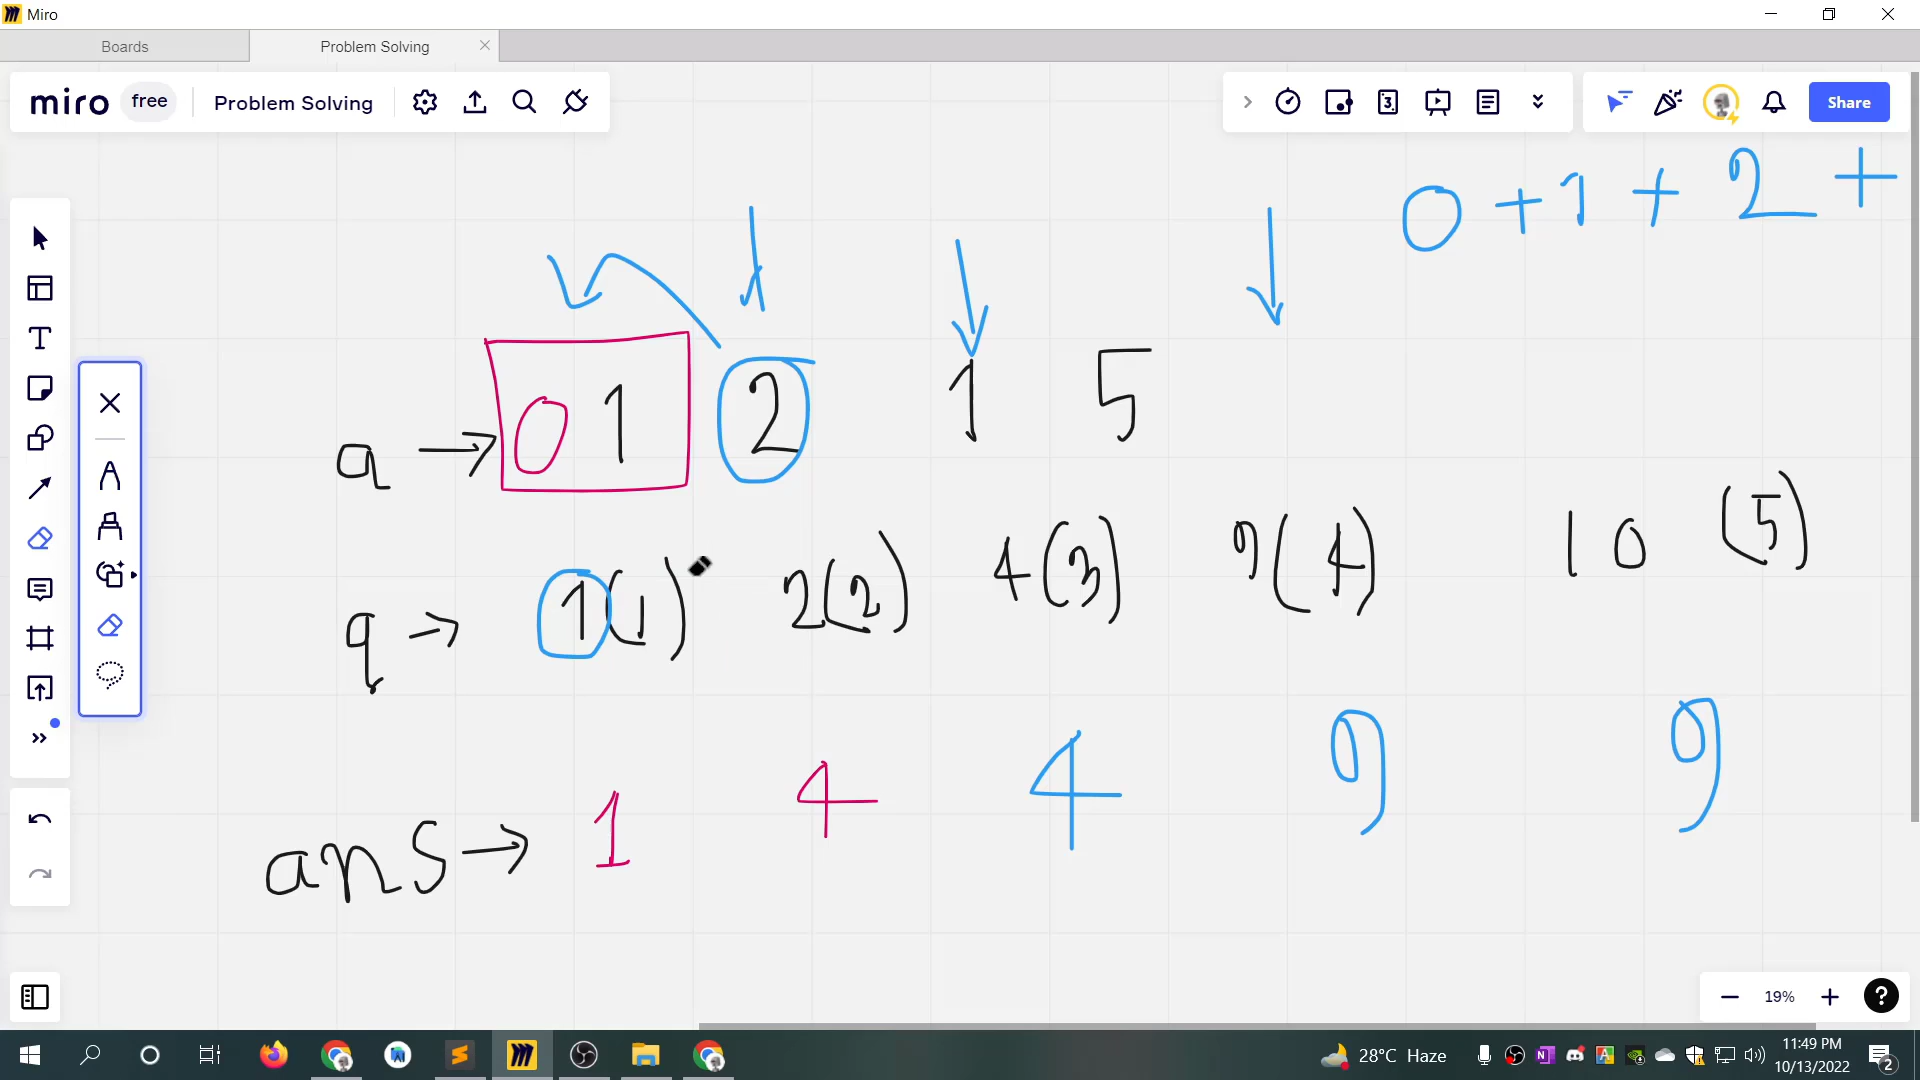 Miro
Boards
Problem Solving
miro free Problem Solving
3
Share
0 + 1 + 2 +
a → 0 1 2 1 5
q → 1(1) 2(2) 4(3) 9(4) 10 (5)
ans → 1 4 4 9 9
19%
?
28°C Haze
11:49 PM
10/13/2022
2